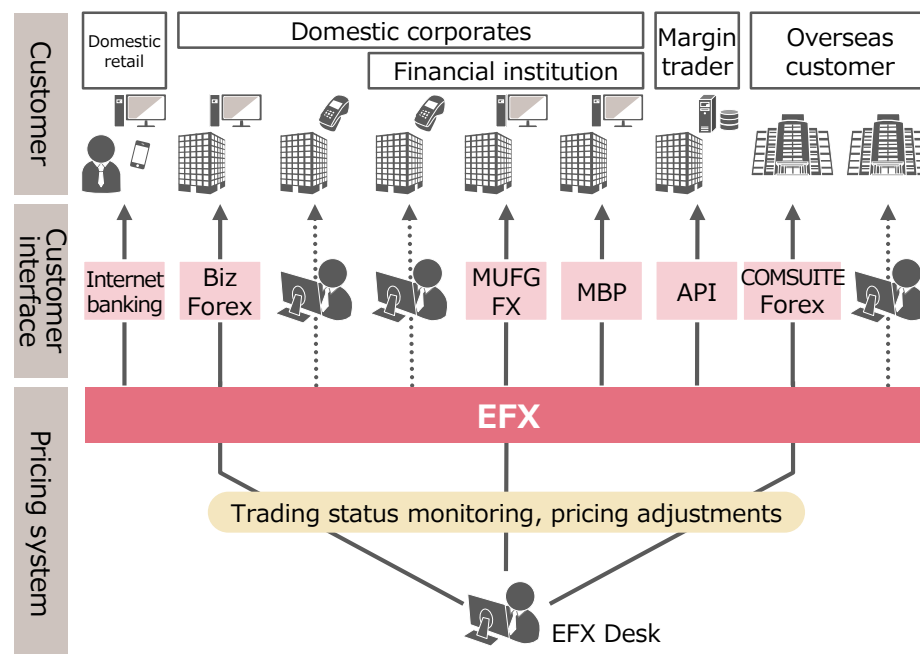 Customer
Domestic
retail
Domestic corporates
Financial institution
Margin
trader
Overseas
customer
Customer
interface
Internet
banking
Biz
Forex
MUFG
FX
MBP
API
COMSUITE
Forex
Pricing system
EFX
Trading status monitoring, pricing adjustments
EFX Desk